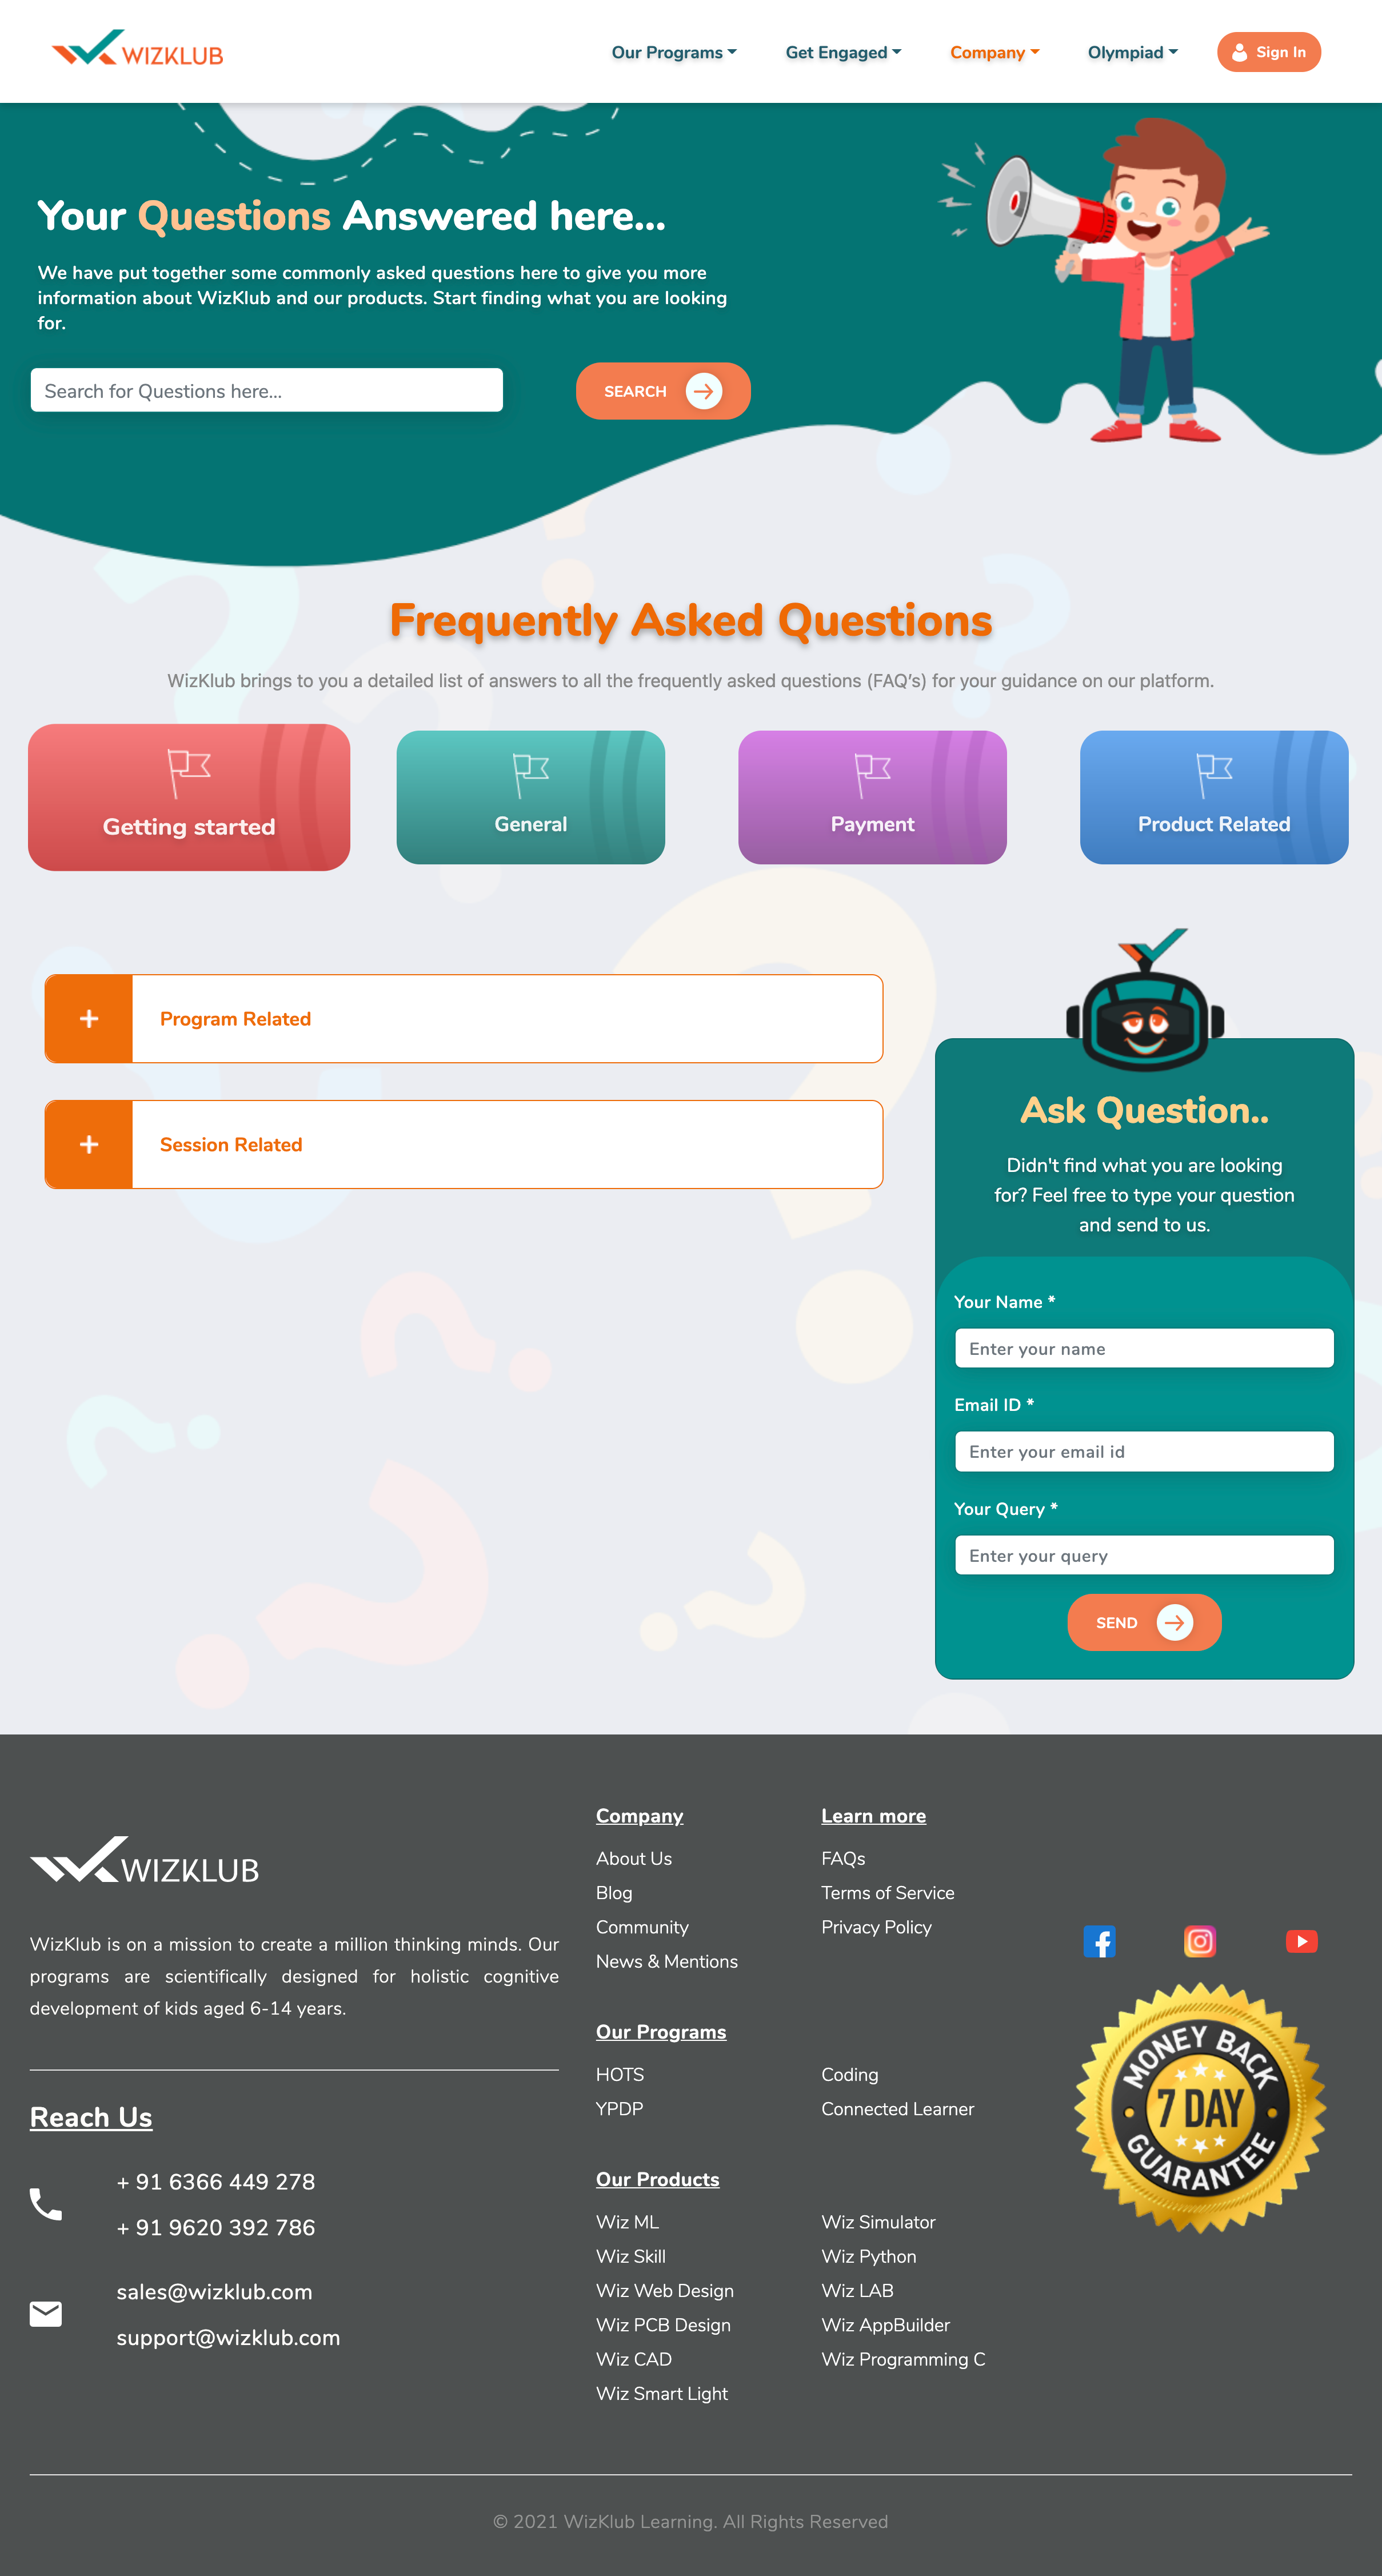 WIZKLUB
Our Programs
Get Engaged
Company
Olympiad
Sign In
Your Questions Answered here...
We have put together some commonly asked questions here to give you more
information about WizKlub and our products. Start finding what you are looking
for.
Search for Questions here...
SEARCH
Frequently Asked Questions
WizKlub brings to you a detailed list of answers to all the frequently asked questions (FAQ's) for your guidance on our platform.
Getting started
General
Payment
Product Related
Program Related
Session Related
Ask Question..
Didn't find what you are looking
for? Feel free to type your question
and send to us.
Your Name *
Enter your name
Email ID *
Enter your email id
Your Query *
Enter your query
SEND
WIZKLUB
WizKlub is on a mission to create a million thinking minds. Our
programs are scientifically designed for holistic cognitive
development of kids aged 6-14 years.
Reach Us
+ 91 6366 449 278
+ 91 9620 392 786
sales@wizklub.com
support@wizklub.com
Company
About Us
Blog
Community
News & Mentions
Learn more
FAQs
Terms of Service
Privacy Policy
Our Programs
HOTS
YPDP
Coding
Connected Learner
Our Products
Wiz ML
Wiz Skill
Wiz Web Design
Wiz PCB Design
Wiz CAD
Wiz Smart Light
Wiz Simulator
Wiz Python
Wiz LAB
Wiz AppBuilder
Wiz Programming C
MONEY BACK
7 DAY
GUARANTEE
© 2021 WizKlub Learning. All Rights Reserved